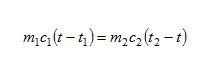 m₁c₁(t − t₁) = m₂c₂(t₂ − t)